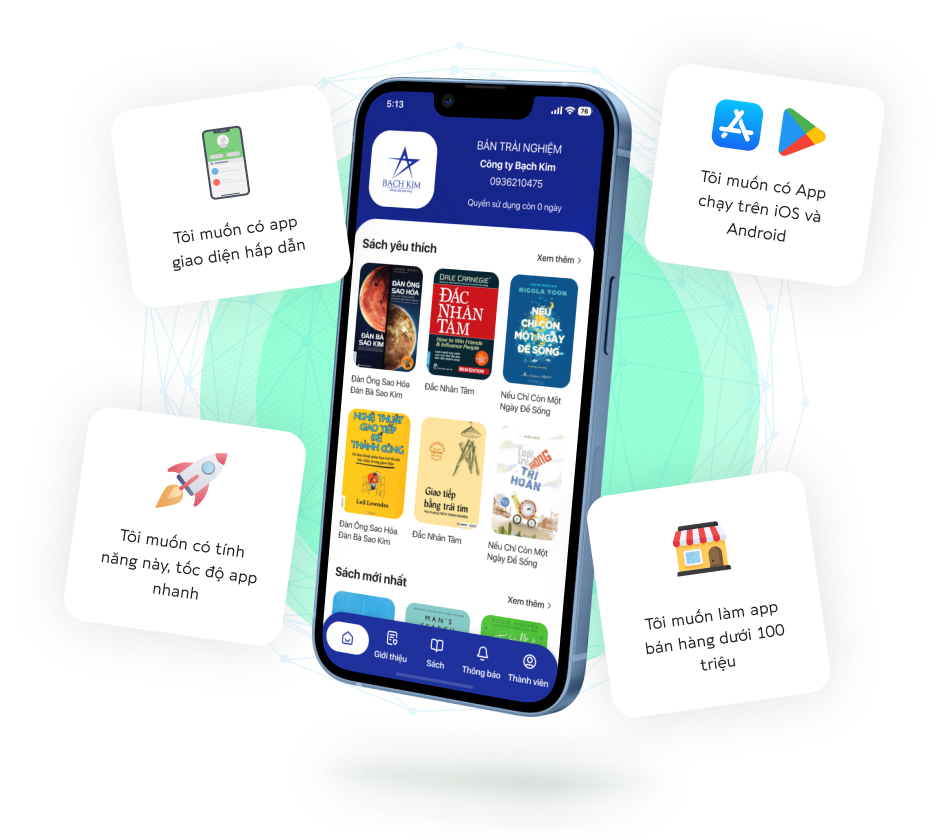 Tôi muốn có app
giao diện hấp dẫn
Tôi muốn có App
chạy trên iOS và
Android
5:13
76
BẢN TRẢI NGHIỆM
Công ty Bạch Kim
0936210475
Quyền sử dụng còn 0 ngày
BẠCH KIM
Sách yêu thích
Xem thêm >
ĐÀN ÔNG
SAO HỎA
ĐÀN BÀ
SAO KIM
DALE CARNEGIE
ĐẮC
NHÂN
TÂM
How to Win Friends
& Influence People
NEW EDITION
NICOLA YOON
NẾU
CHỈ CÒN
MỘT NGÀY
ĐỂ SỐNG
Đàn Ông Sao Hỏa
Đàn Bà Sao Kim
Đắc Nhân Tâm
Nếu Chỉ Còn Một
Ngày Để Sống
NGHỆ THUẬT
GIAO TIẾP
ĐỂ
THÀNH CÔNG
Leil Lowndes
Giao tiếp
bằng trái tim
Tuổi trẻ
KHÔNG
TRÌ
HOÃN
Đàn Ông Sao Hỏa
Đàn Bà Sao Kim
Đắc Nhân Tâm
Nếu Chỉ Còn Một
Ngày Để Sống
Sách mới nhất
Xem thêm >
MAN'S
Giới thiệu
Sách
Thông báo
Thành viên
Tôi muốn có tính
năng này, tốc độ app
nhanh
Tôi muốn làm app
bán hàng dưới 100
triệu